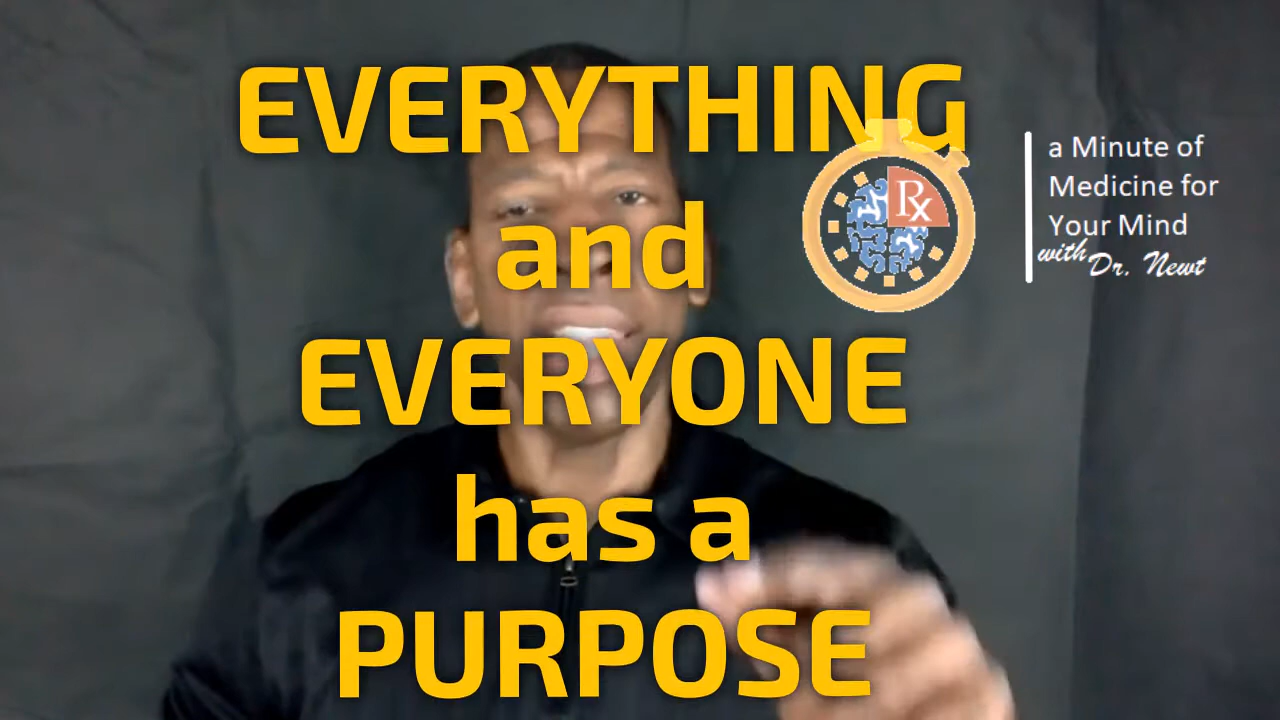 EVERYTHING
and
EVERYONE
has a
PURPOSE
Rx
a Minute of
Medicine for
Your Mind
with Dr. Newt